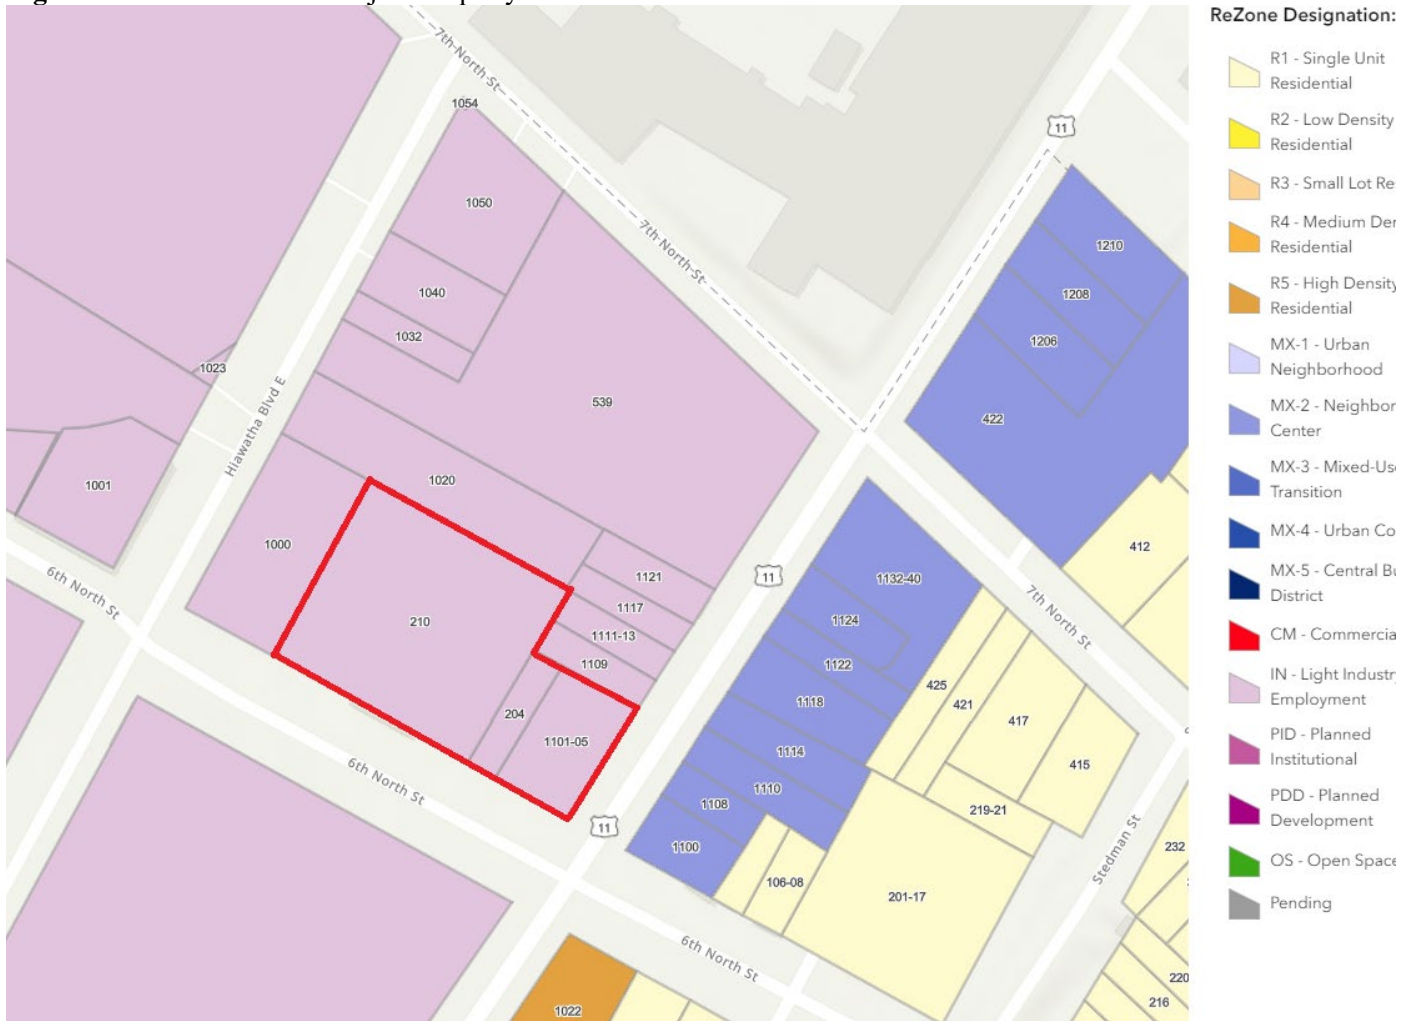 7th North St
1054
11
1050
1210
7th North St
1040
1208
1032
1206
1023
Hiawatha Blvd E
539
422
1020
1001
1000
412
11
1121
1132-40
6th North St
1117
7th North St
210
1111-13
1124
1109
1122
425
1118
421
417
204
1101-05
1114
415
6th North St
1110
1108
219-21
11
1100
232
Stedman St
106-08
201-17
6th North St
220
216
1022
ReZone Designation:
R1 - Single Unit
Residential
R2 - Low Density
Residential
R3 - Small Lot Re
R4 - Medium Der
Residential
R5 - High Density
Residential
MX-1 - Urban
Neighborhood
MX-2 - Neighbor
Center
MX-3 - Mixed-Us
Transition
MX-4 - Urban Co
MX-5 - Central Bu
District
CM - Commercia
IN - Light Industr
Employment
PID - Planned
Institutional
PDD - Planned
Development
OS - Open Space
Pending